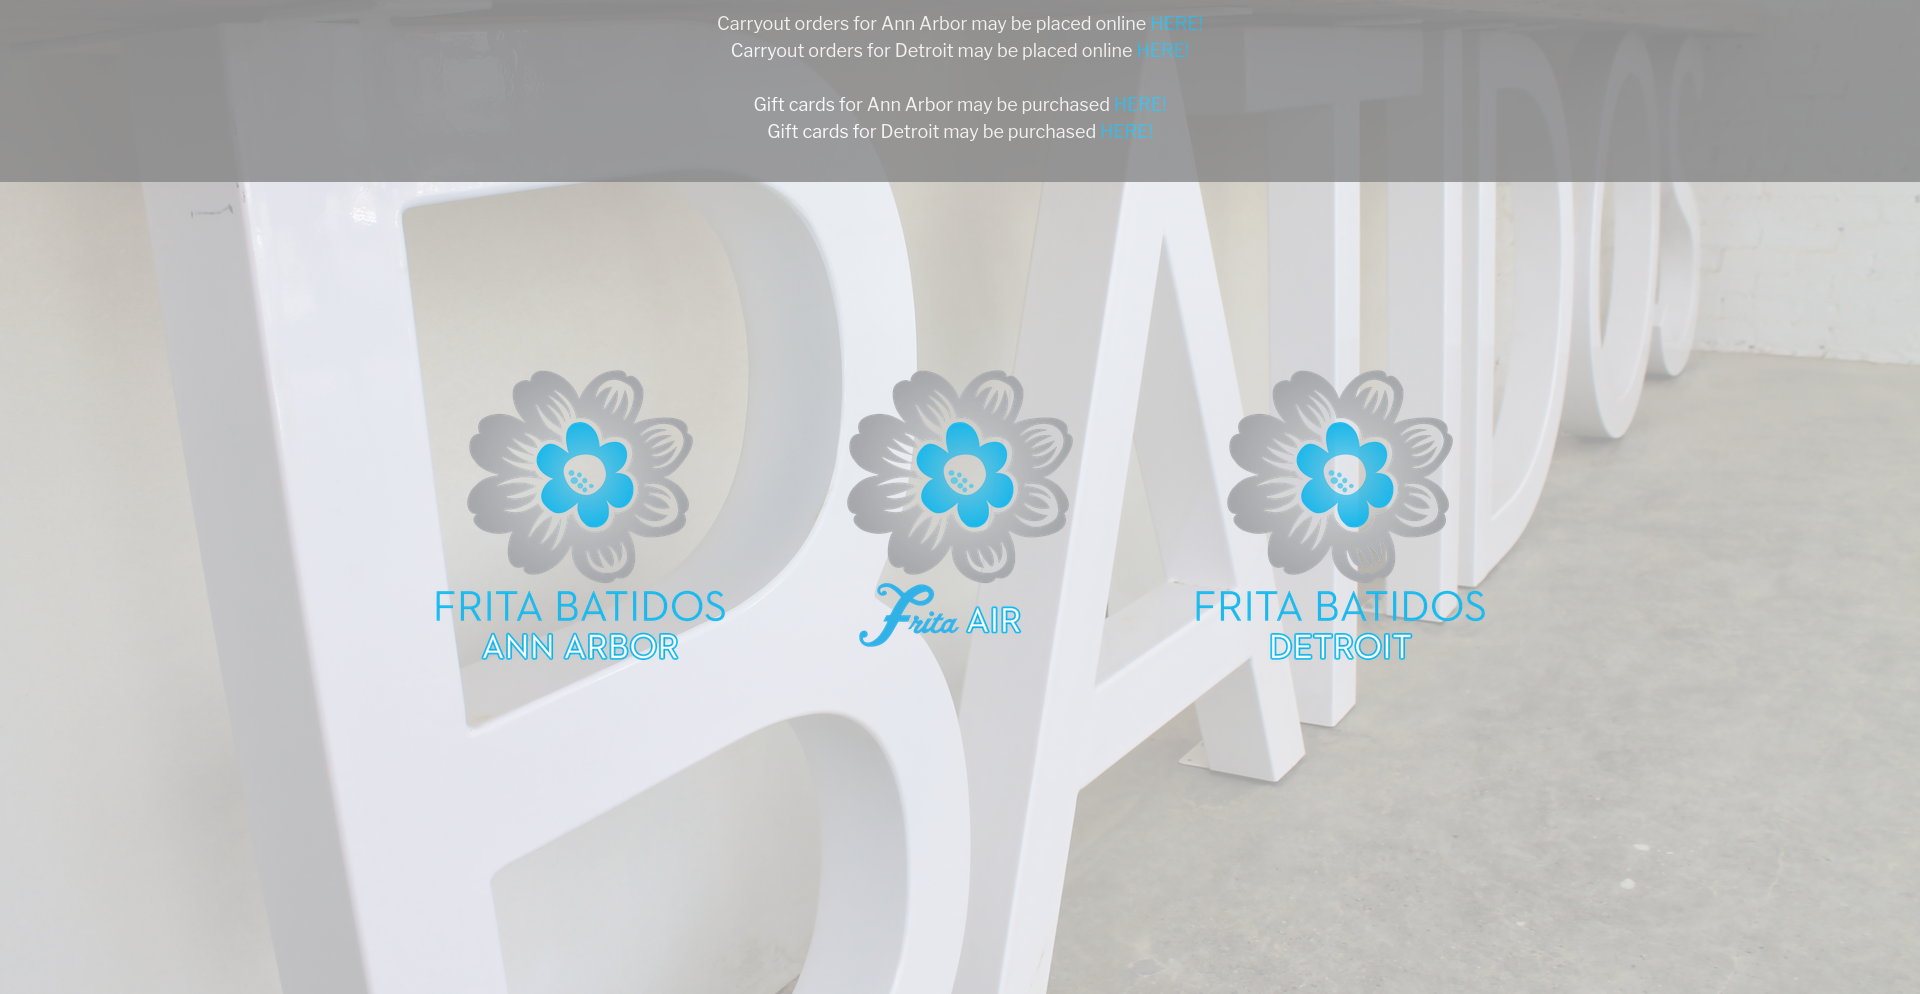 Carryout orders for Ann Arbor may be placed online HERE!
Carryout orders for Detroit may be placed online HERE!
Gift cards for Ann Arbor may be purchased HERE!
Gift cards for Detroit may be purchased HERE!
BATIDOS
FRITA BATIDOS
ANN ARBOR
Frita AIR
FRITA BATIDOS
DETROIT